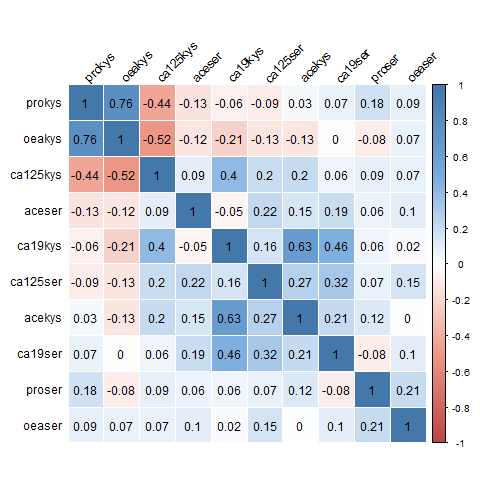 prokys oeakys ca125kys aceser ca19kys ca125ser acekys ca19ser proser oeaser
prokys 1 0.76 -0.44 -0.13 -0.06 -0.09 0.03 0.07 0.18 0.09
oeakys 0.76 1 -0.52 -0.12 -0.21 -0.13 -0.13 0 -0.08 0.07
ca125kys -0.44 -0.52 1 0.09 0.4 0.2 0.2 0.06 0.09 0.07
aceser -0.13 -0.12 0.09 1 -0.05 0.22 0.15 0.19 0.06 0.1
ca19kys -0.06 -0.21 0.4 -0.05 1 0.16 0.63 0.46 0.06 0.02
ca125ser -0.09 -0.13 0.2 0.22 0.16 1 0.27 0.32 0.07 0.15
acekys 0.03 -0.13 0.2 0.15 0.63 0.27 1 0.21 0.12 0
ca19ser 0.07 0 0.06 0.19 0.46 0.32 0.21 1 -0.08 0.1
proser 0.18 -0.08 0.09 0.06 0.06 0.07 0.12 -0.08 1 0.21
oeaser 0.09 0.07 0.07 0.1 0.02 0.15 0 0.1 0.21 1
1
0.8
0.6
0.4
0.2
0
-0.2
-0.4
-0.6
-0.8
-1